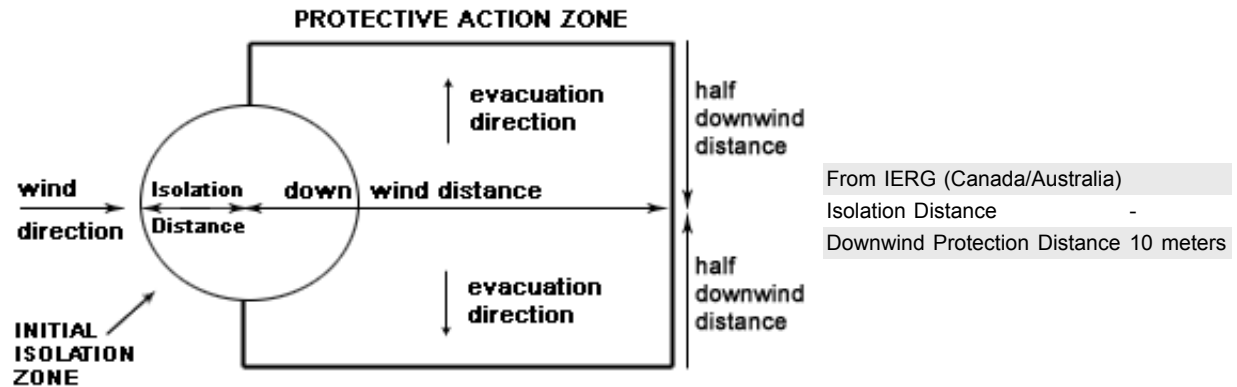 PROTECTIVE ACTION ZONE
evacuation
direction
half
downwind
distance
wind
direction
Isolation
Distance
down wind distance
evacuation
direction
half
downwind
distance
INITIAL
ISOLATION
ZONE
From IERG (Canada/Australia)
Isolation Distance -
Downwind Protection Distance 10 meters